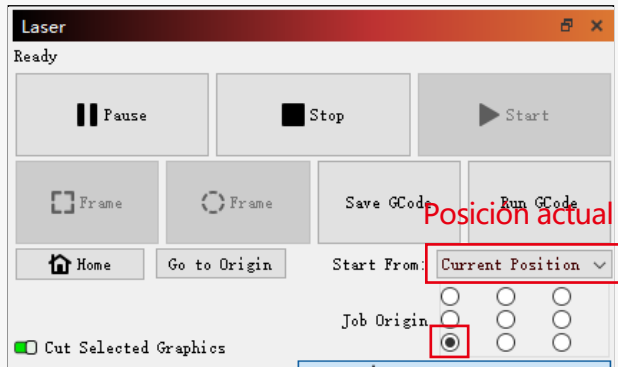 Laser
Ready
Pause
Stop
Start
Frame
Frame
Save GCode
Run GCode
Posición actual
Home
Go to Origin
Start From:
Current Position
Job Origin
Cut Selected Graphics